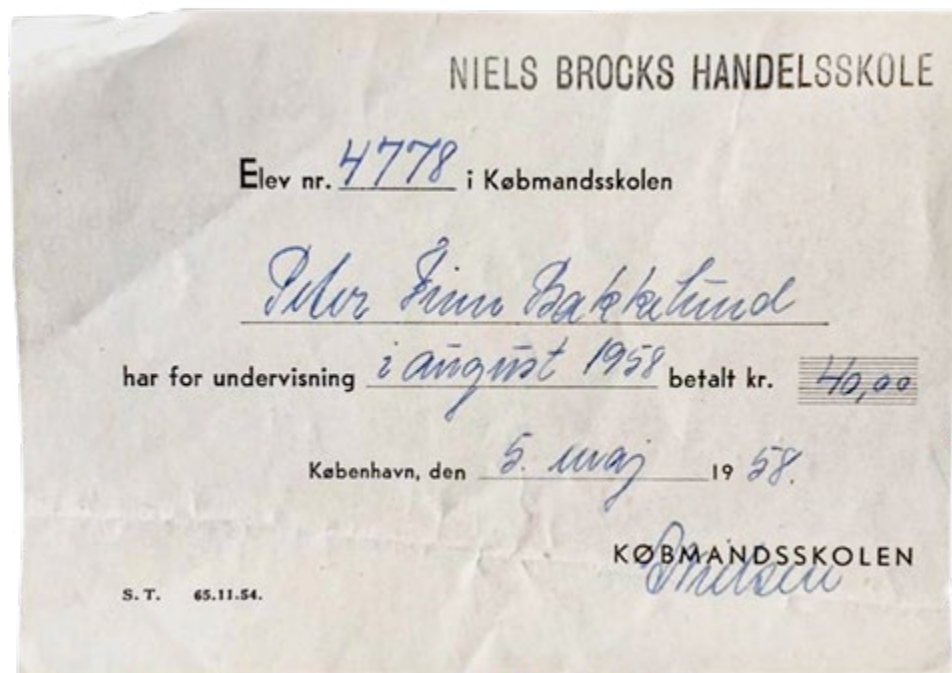 NIELS BROCKS HANDELSSKOLE
Elev nr. 4778 i Købmandsskolen
Peter Finn Bakkelund
har for undervisning i august 1958 betalt kr. 40,00
København, den 5. maj 1958.
KØBMANDSSKOLEN
S. T. 65.11.54.